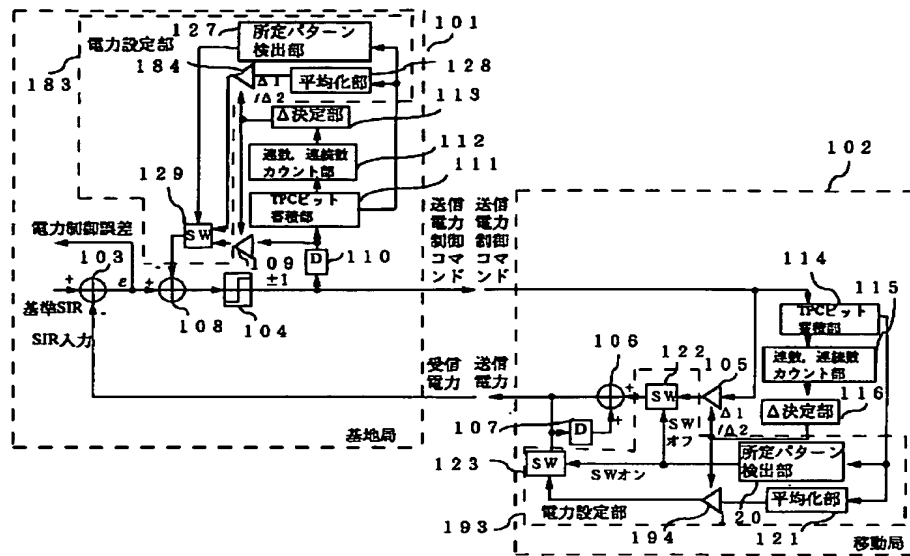 127
所定パターン
検出部
101
電力設定部
184
183
Δ1
/Δ2
平均化部
128
113
Δ決定部
112
連数，連続数
カウント部
111
TPCビット
蓄積部
129
SW
109
D
110
電力制御誤差
103
ε
+
+
-
±1
基準SIR
SIR入力
108
104
送信
電力
制御
コマ
ンド
送信
電力
制御
コマ
ンド
受信
電力
送信
電力
基地局
102
114
TPCビット
蓄積部
115
連数，連続数
カウント部
Δ決定部
116
106
122
105
SW
+
+
Δ1
/Δ2
SW
オフ
107
D
123
SW
SWオン
所定パターン
検出部
120
電力設定部
平均化部
193
194
121
移動局